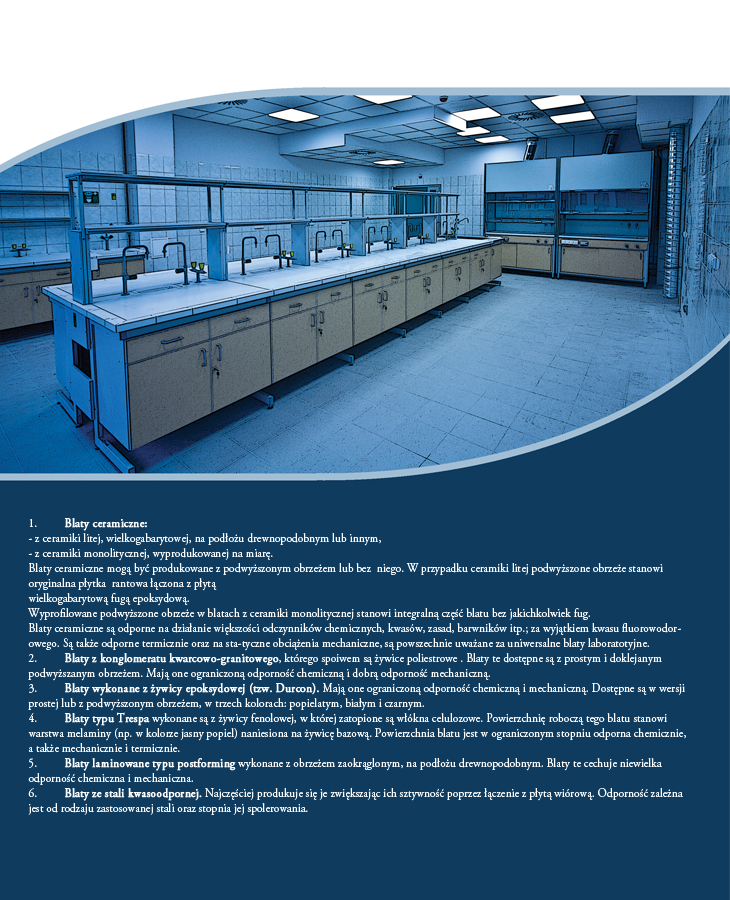 1. Blaty ceramiczne:
- z ceramiki litej, wielkogabarytowej, na podłożu drewnopodobnym lub innym,
- z ceramiki monolitycznej, wyprodukowanej na miarę.
Blaty ceramiczne mogą być produkowane z podwyższonym obrzeżem lub bez niego. W przypadku ceramiki litej podwyższone obrzeże stanowi
oryginalna płytka rantowa łączona z płytą
wielkogabarytową fugą epoksydową.
Wyprofilowane podwyższone obrzeże w blatach z ceramiki monolitycznej stanowi integralną część blatu bez jakichkolwiek fug.
Blaty ceramiczne są odporne na działanie większości odczynników chemicznych, kwasów, zasad, barwników itp.; za wyjątkiem kwasu fluorowodor-
owego. Są także odporne termicznie oraz na sta-tyczne obciążenia mechaniczne, są powszechnie uważane za uniwersalne blaty laboratotyjne.
2. Blaty z konglomeratu kwarcowo-granitowego, którego spoiwem są żywice poliestrowe . Blaty te dostępne są z prostym i doklejanym
podwyższanym obrzeżem. Mają one ograniczoną odporność chemiczną i dobrą odporność mechaniczną.
3. Blaty wykonane z żywicy epoksydowej (tzw. Durcon). Mają one ograniczoną odporność chemiczną i mechaniczną. Dostępne są w wersji
prostej lub z podwyższonym obrzeżem, w trzech kolorach: popielatym, białym i czarnym.
4. Blaty typu Trespa wykonane są z żywicy fenolowej, w której zatopione są włókna celulozowe. Powierzchnię roboczą tego blatu stanowi
warstwa melaminy (np. w kolorze jasny popiel) naniesiona na żywicę bazową. Powierzchnia blatu jest w ograniczonym stopniu odporna chemicznie,
a także mechanicznie i termicznie.
5. Blaty laminowane typu postforming wykonane z obrzeżem zaokrąglonym, na podłożu drewnopodobnym. Blaty te cechuje niewielka
odporność chemiczna i mechaniczna.
6. Blaty ze stali kwasoodpornej. Najczęściej produkuje się je zwiększając ich sztywność poprzez łączenie z płytą wiórową. Odporność zależna
jest od rodzaju zastosowanej stali oraz stopnia jej spolerowania.